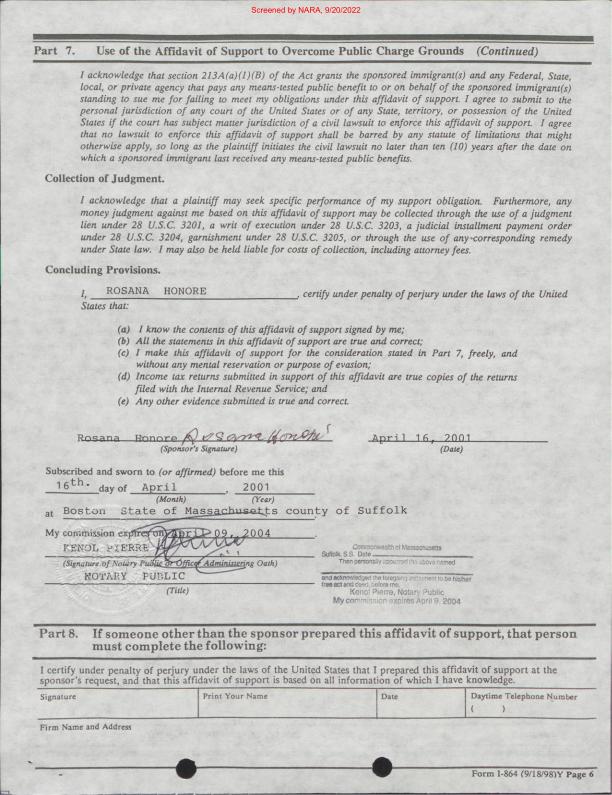 Screened by NARA, 9/20/2022
Part 7. Use of the Affidavit of Support to Overcome Public Charge Grounds (Continued)
I acknowledge that section 213A(a)(1)(B) of the Act grants the sponsored immigrant(s) and any Federal, State,
local, or private agency that pays any means-tested public benefit to or on behalf of the sponsored immigrant(s)
standing to sue me for failing to meet my obligations under this affidavit of support. I agree to submit to the
personal jurisdiction of any court of the United States or of any State, territory, or possession of the United
States if the court has subject matter jurisdiction of a civil lawsuit to enforce this affidavit of support. I agree
that no lawsuit to enforce this affidavit of support shall be barred by any statute of limitations that might
otherwise apply, so long as the plaintiff initiates the civil lawsuit no later than ten (10) years after the date on
which a sponsored immigrant last received any means-tested public benefits.
Collection of Judgment.
I acknowledge that a plaintiff may seek specific performance of my support obligation. Furthermore, any
money judgment against me based on this affidavit of support may be collected through the use of a judgment
lien under 28 U.S.C. 3201, a writ of execution under 28 U.S.C. 3203, a judicial installment payment order
under 28 U.S.C. 3204, garnishment under 28 U.S.C. 3205, or through the use of any corresponding remedy
under State law. I may also be held liable for costs of collection, including attorney fees.
Concluding Provisions.
I, ROSANA HONORE , certify under penalty of perjury under the laws of the United
States that:
(a) I know the contents of this affidavit of support signed by me;
(b) All the statements in this affidavit of support are true and correct;
(c) I make this affidavit of support for the consideration stated in Part 7, freely, and
without any mental reservation or purpose of evasion;
(d) Income tax returns submitted in support of this affidavit are true copies of the returns
filed with the Internal Revenue Service; and
(e) Any other evidence submitted is true and correct.
Rosana Honore Rosana Honoré April 16, 2001
(Sponsor's Signature) (Date)
Subscribed and sworn to (or affirmed) before me this
16th. day of April , 2001
(Month) (Year)
at Boston State of Massachusetts county of Suffolk
My commission expires on April 09, 2004 .
KENOL PIERRE
(Signature of Notary Public or Officer Administering Oath)
NOTARY PUBLIC
(Title)
Commonwealth of Massachusetts
Suffolk, S.S. Date
Then personally appeared the above named
and acknowledged the foregoing instrument to be his/her
free act and deed, before me,
Kenol Pierre, Notary Public
My commission expires April 9, 2004
Part 8. If someone other than the sponsor prepared this affidavit of support, that person
must complete the following:
I certify under penalty of perjury under the laws of the United States that I prepared this affidavit of support at the
sponsor's request, and that this affidavit of support is based on all information of which I have knowledge.
Signature Print Your Name Date Daytime Telephone Number
( )
Firm Name and Address
Form I-864 (9/18/98)Y Page 6